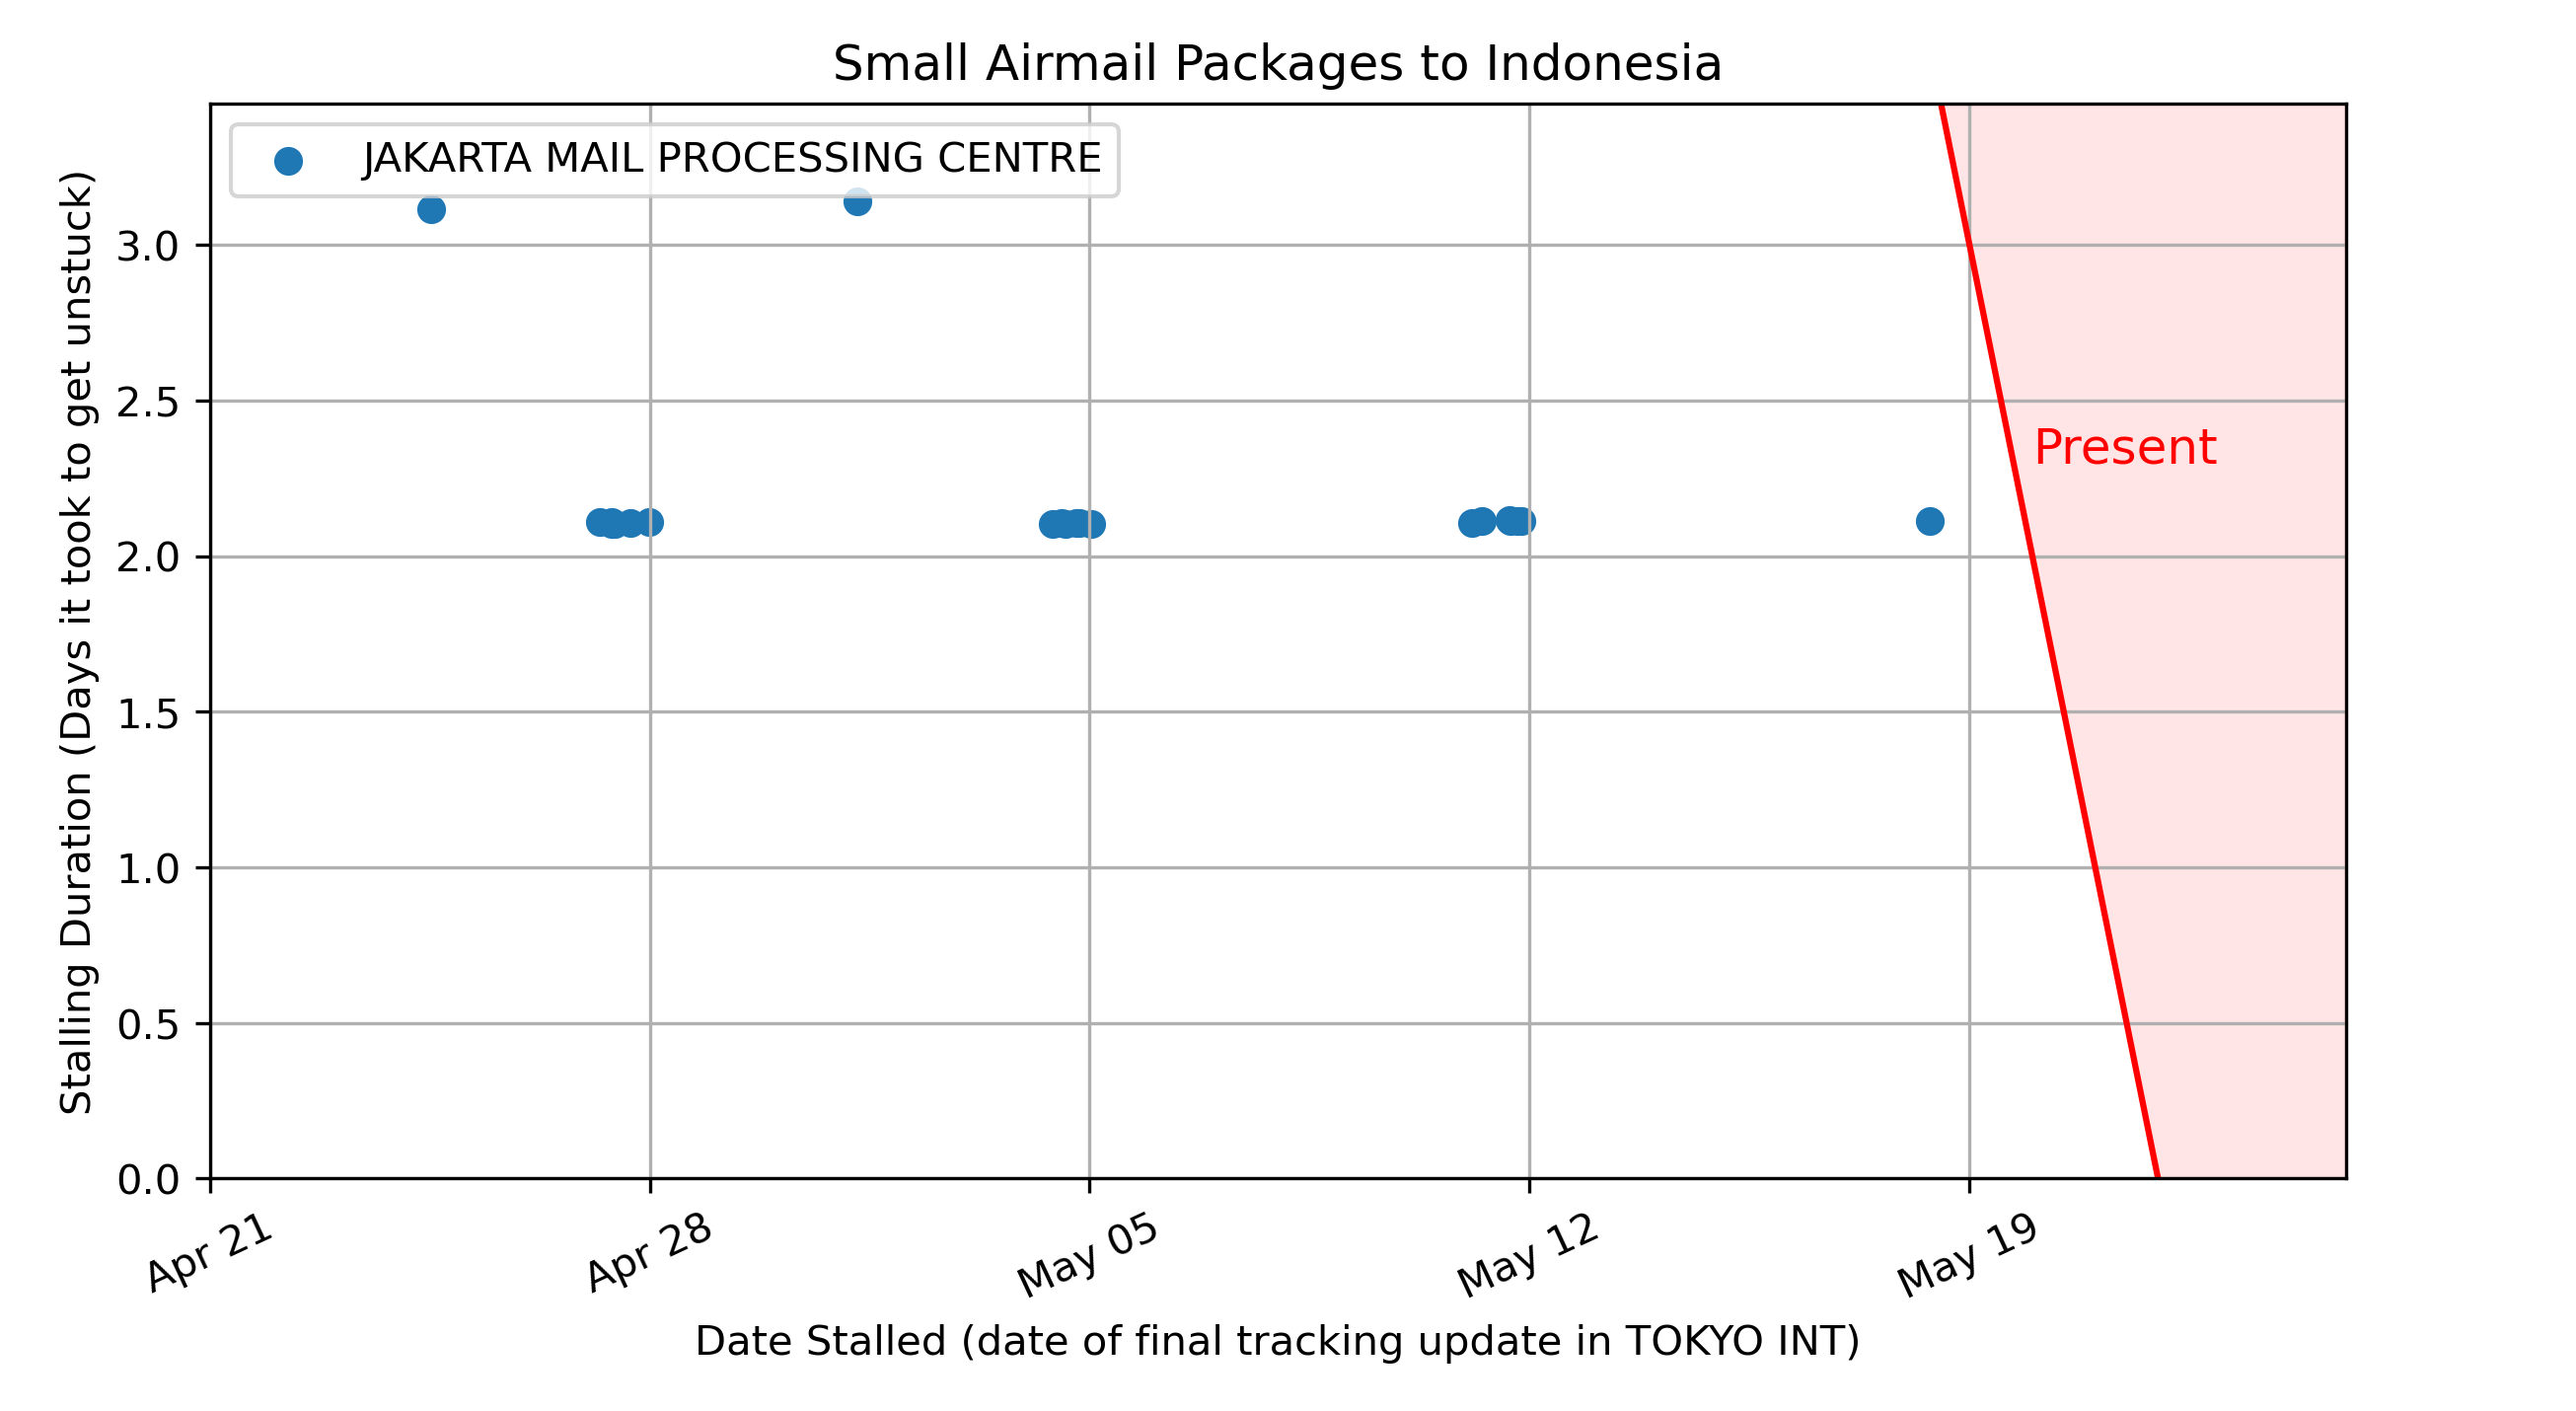 Small Airmail Packages to Indonesia
JAKARTA MAIL PROCESSING CENTRE
Stalling Duration (Days it took to get unstuck)
3.0
2.5
2.0
1.5
1.0
0.5
0.0
Present
Apr 21
Apr 28
May 05
May 12
May 19
Date Stalled (date of final tracking update in TOKYO INT)